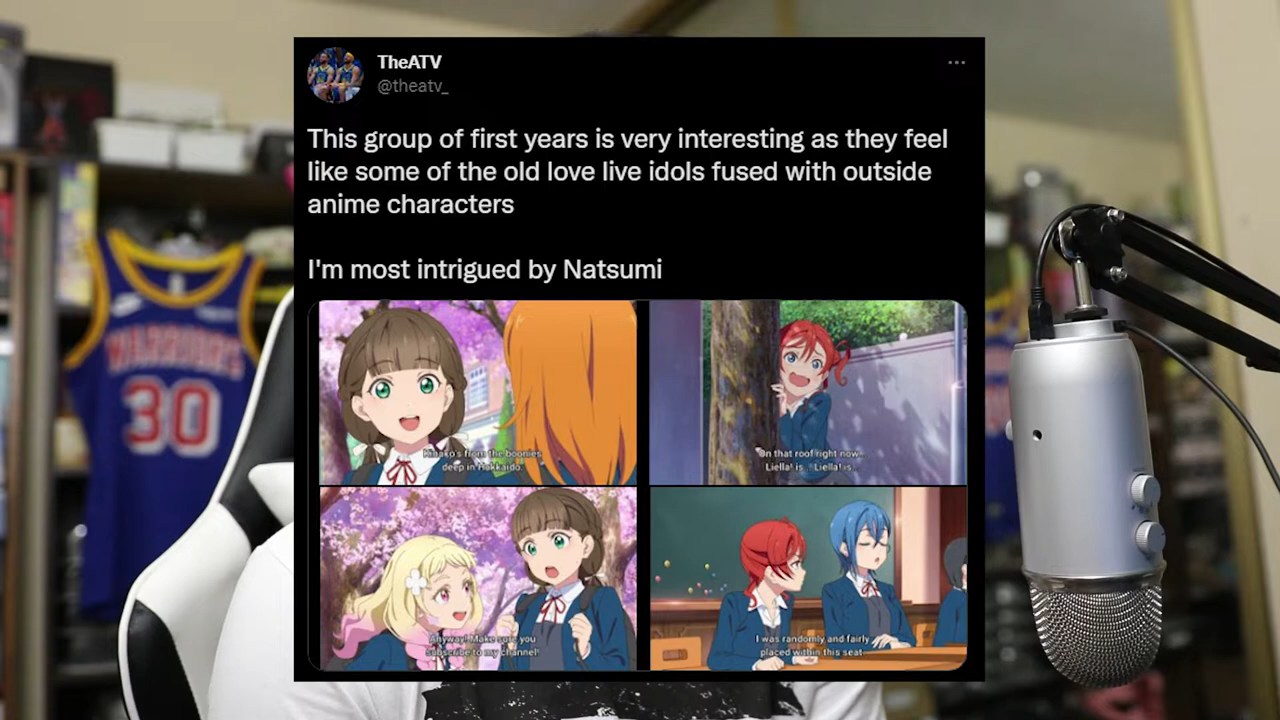 TheATV
@theatv_
This group of first years is very interesting as they feel
like some of the old love live idols fused with outside
anime characters
I'm most intrigued by Natsumi
Hinako's from the boonies
deep in Hokkaido.
On that roof right now...
Liella! is... Liella! is...
Anyway! Make sure you
subscribe to my channel!
I was randomly and fairly
placed within this seat
WARRIORS
30